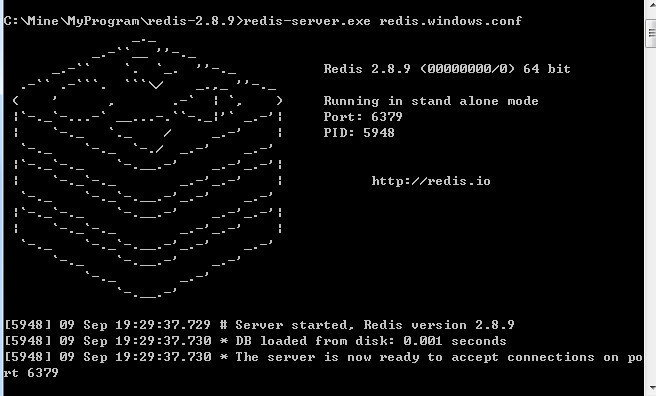 C:\Mine\MyProgram\redis-2.8.9>redis-server.exe redis.windows.conf
Redis 2.8.9 (00000000/0) 64 bit
Running in stand alone mode
Port: 6379
PID: 5948
http://redis.io
[5948] 09 Sep 19:29:37.729 # Server started, Redis version 2.8.9
[5948] 09 Sep 19:29:37.730 * DB loaded from disk: 0.001 seconds
[5948] 09 Sep 19:29:37.730 * The server is now ready to accept connections on po
rt 6379